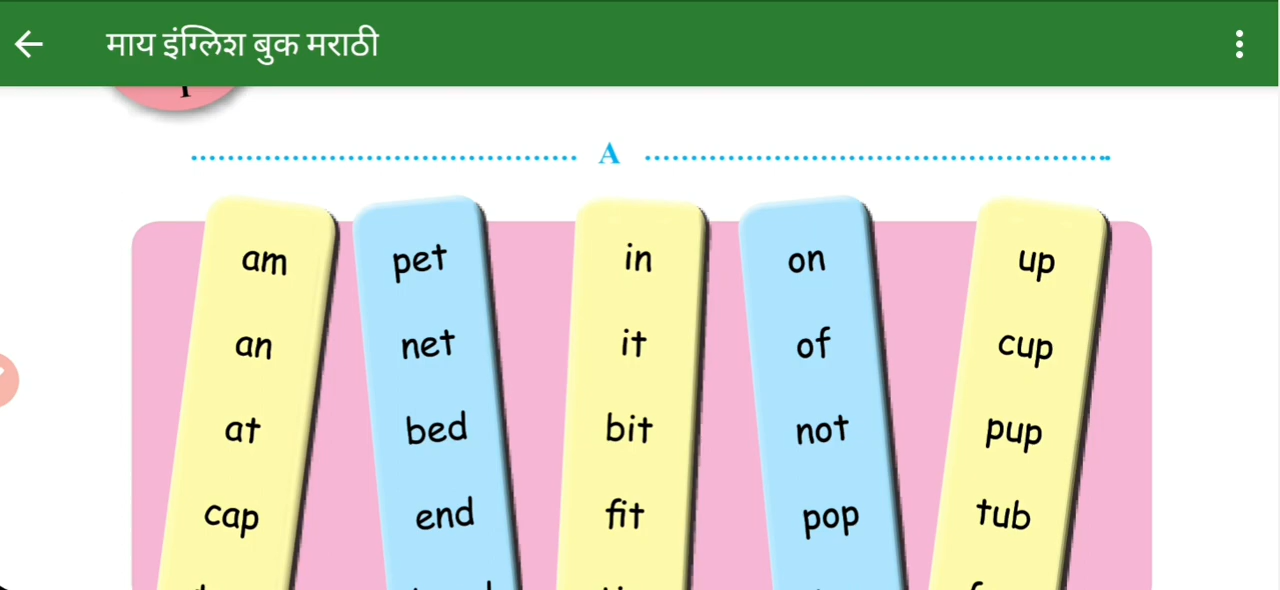 माय इंग्लिश बुक मराठी
A
am pet in on up
an net it of cup
at bed bit not pup
cap end fit pop tub